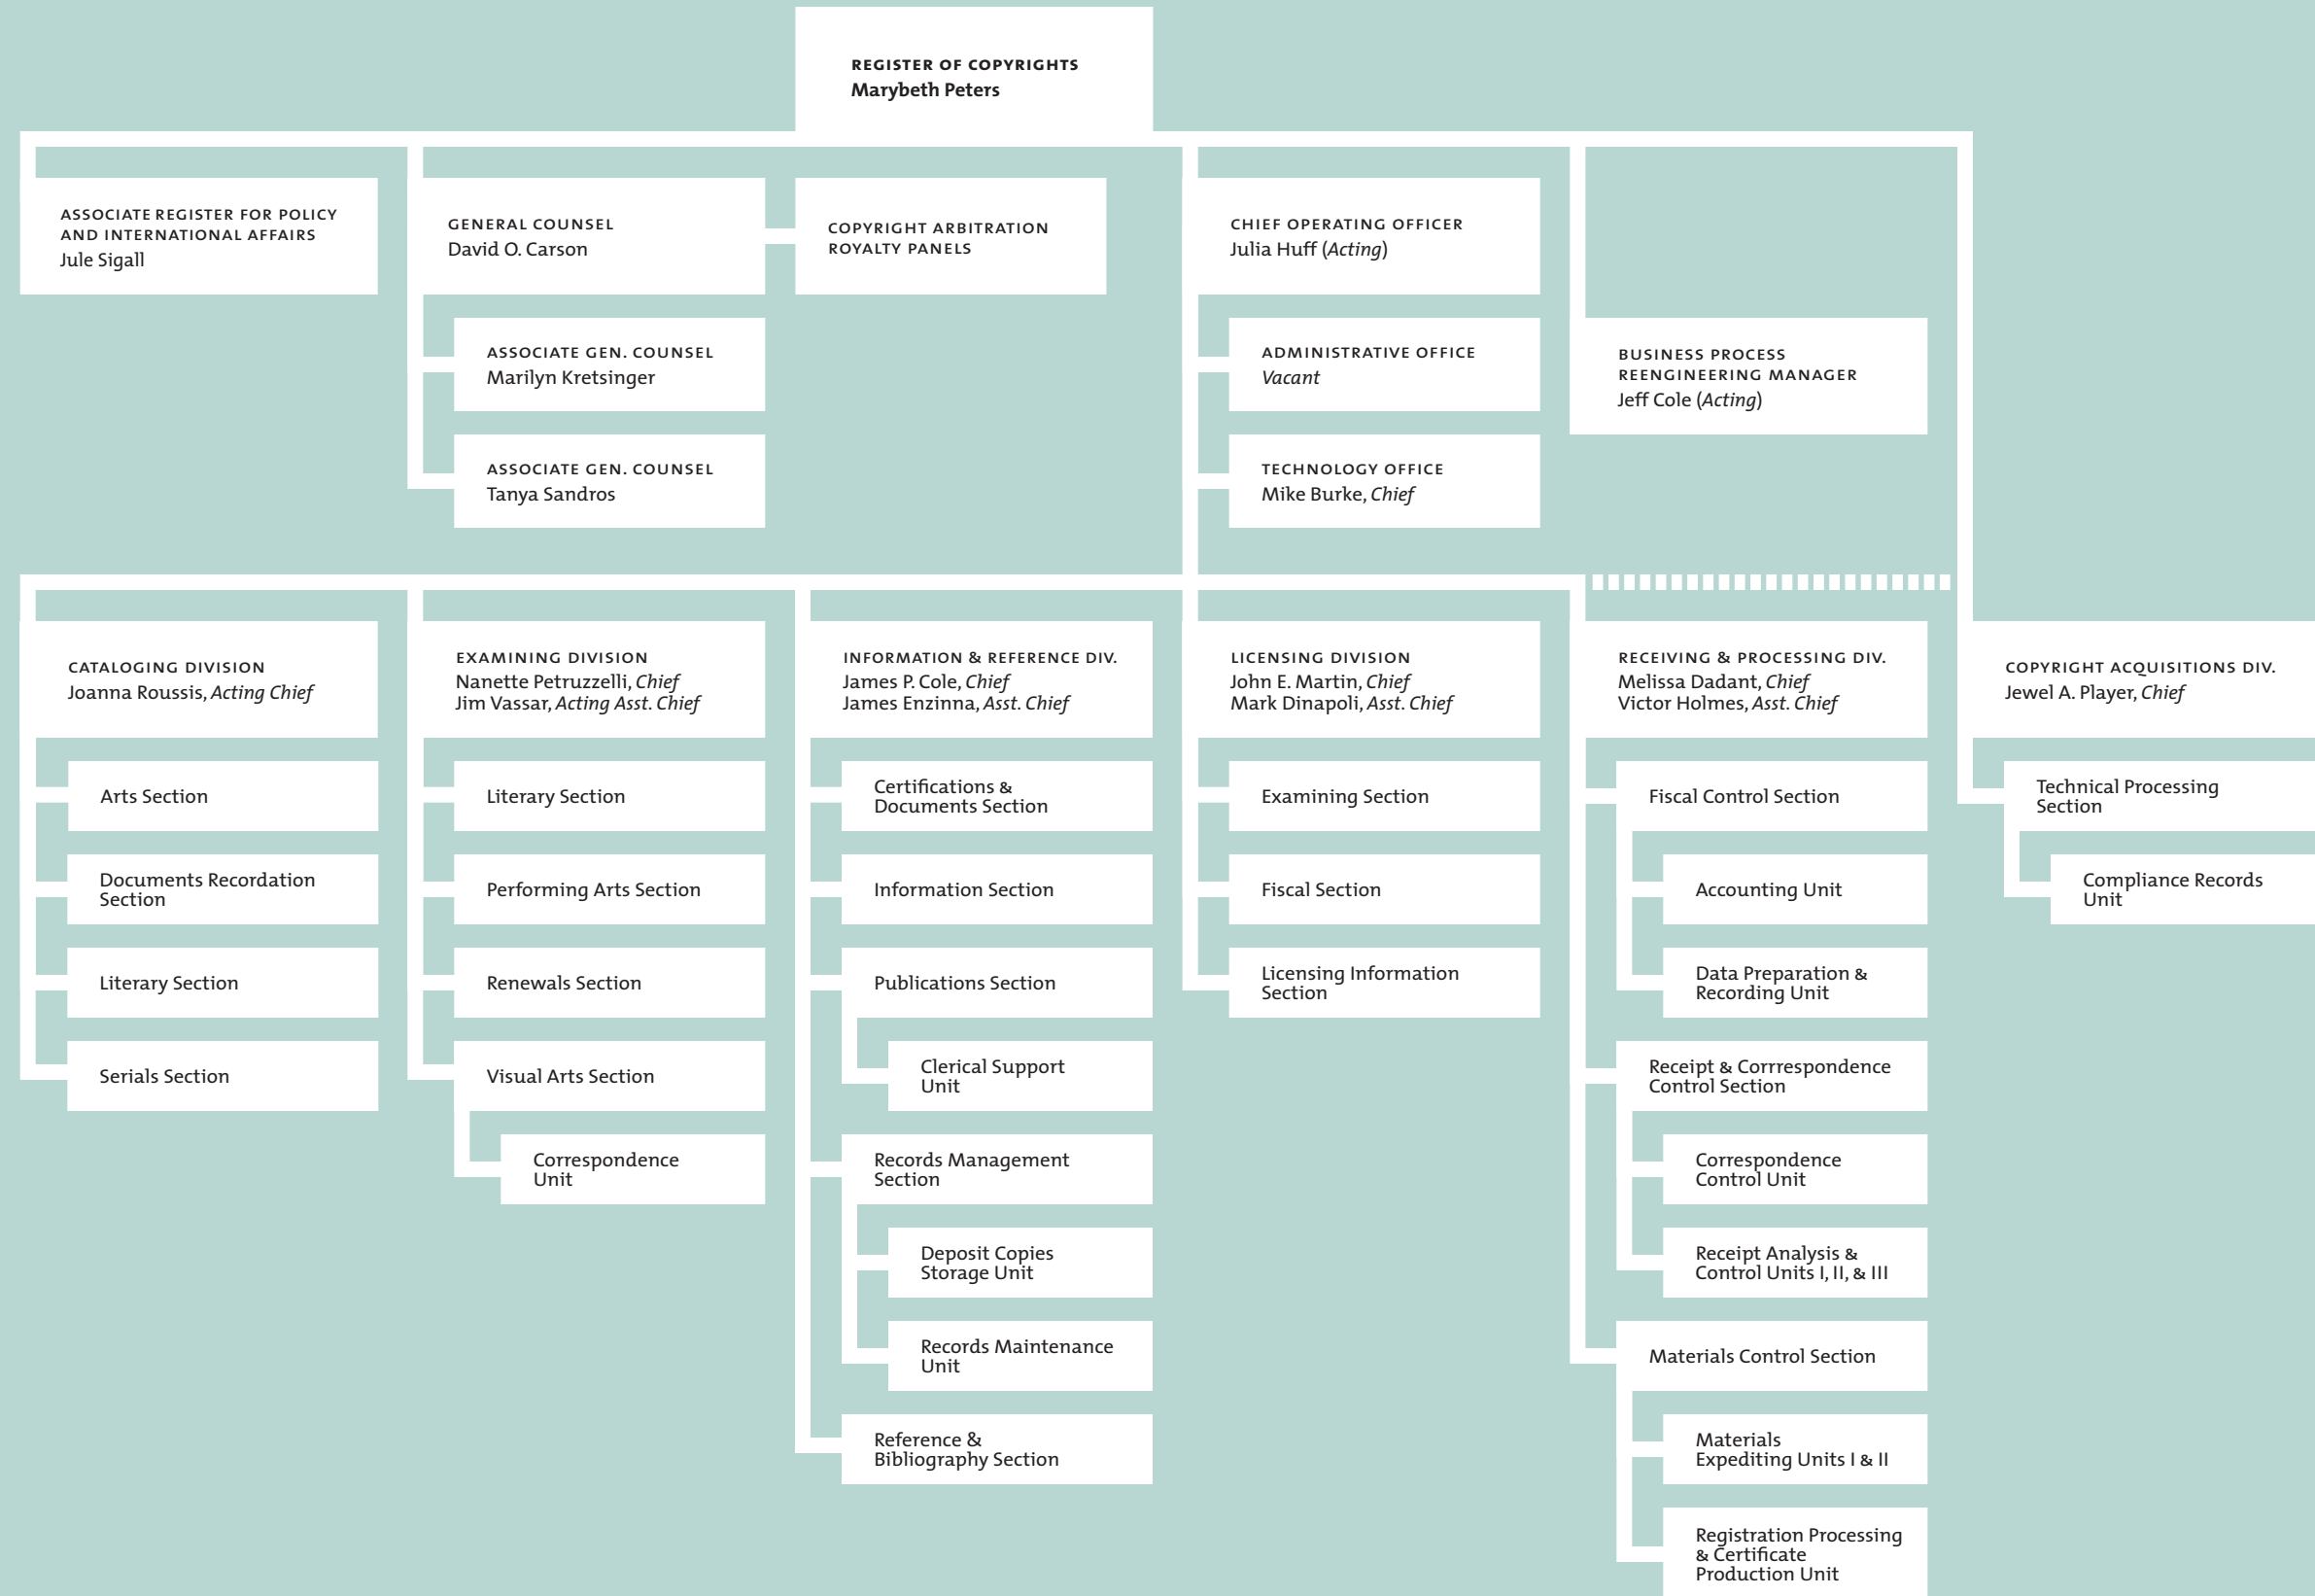 REGISTER OF COPYRIGHTS
Marybeth Peters
ASSOCIATE REGISTER FOR POLICY
AND INTERNATIONAL AFFAIRS
Jule Sigall
GENERAL COUNSEL
David O. Carson
COPYRIGHT ARBITRATION
ROYALTY PANELS
CHIEF OPERATING OFFICER
Julia Huff (Acting)
ASSOCIATE GEN. COUNSEL
Marilyn Kretsinger
ADMINISTRATIVE OFFICE
Vacant
BUSINESS PROCESS
REENGINEERING MANAGER
Jeff Cole (Acting)
ASSOCIATE GEN. COUNSEL
Tanya Sandros
TECHNOLOGY OFFICE
Mike Burke, Chief
CATALOGING DIVISION
Joanna Roussis, Acting Chief
Arts Section
Documents Recordation
Section
Literary Section
Serials Section
EXAMINING DIVISION
Nanette Petruzzelli, Chief
Jim Vassar, Acting Asst. Chief
Literary Section
Performing Arts Section
Renewals Section
Visual Arts Section
Correspondence
Unit
INFORMATION & REFERENCE DIV.
James P. Cole, Chief
James Enzinna, Asst. Chief
Certifications &
Documents Section
Information Section
Publications Section
Clerical Support
Unit
Records Management
Section
Deposit Copies
Storage Unit
Records Maintenance
Unit
Reference &
Bibliography Section
LICENSING DIVISION
John E. Martin, Chief
Mark Dinapoli, Asst. Chief
Examining Section
Fiscal Section
Licensing Information
Section
RECEIVING & PROCESSING DIV.
Melissa Dadant, Chief
Victor Holmes, Asst. Chief
Fiscal Control Section
Accounting Unit
Data Preparation &
Recording Unit
Receipt & Corrrespondence
Control Section
Correspondence
Control Unit
Receipt Analysis &
Control Units I, II, & III
Materials Control Section
Materials
Expediting Units I & II
Registration Processing
& Certificate
Production Unit
COPYRIGHT ACQUISITIONS DIV.
Jewel A. Player, Chief
Technical Processing
Section
Compliance Records
Unit